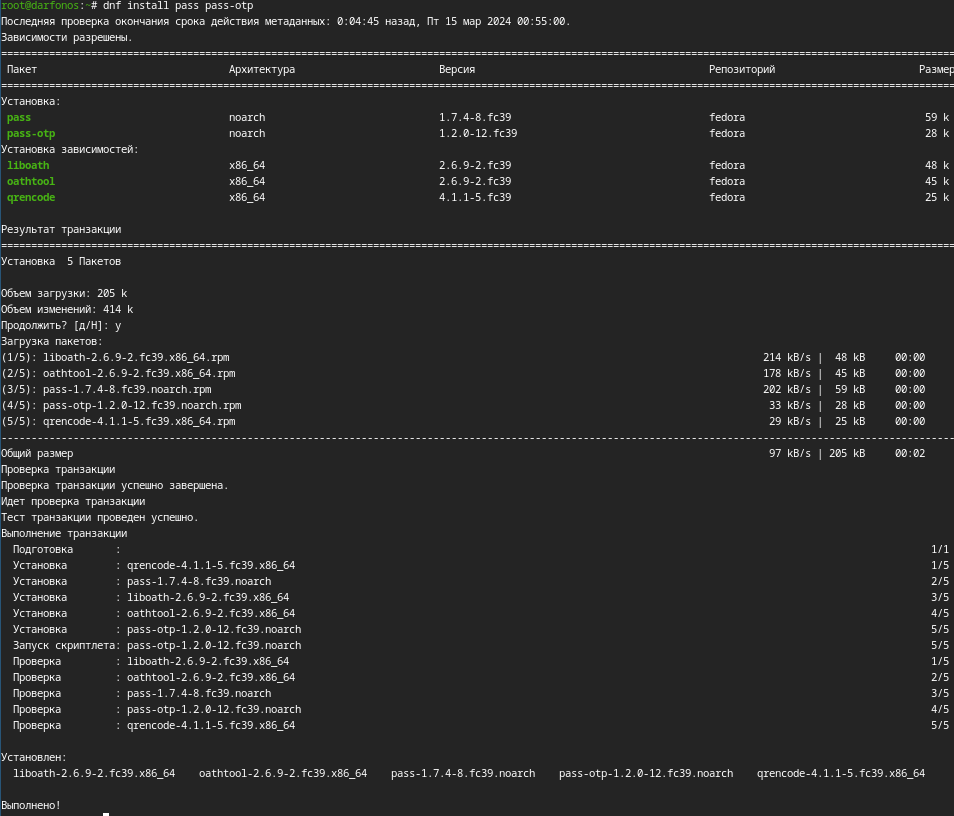 root@darfonos:~# dnf install pass pass-otp
Последняя проверка окончания срока действия метаданных: 0:04:45 назад, Пт 15 мар 2024 00:55:00.
Зависимости разрешены.
Пакет Архитектура Версия Репозиторий Размер
Установка:
pass noarch 1.7.4-8.fc39 fedora 59 k
pass-otp noarch 1.2.0-12.fc39 fedora 28 k
Установка зависимостей:
liboath x86_64 2.6.9-2.fc39 fedora 48 k
oathtool x86_64 2.6.9-2.fc39 fedora 45 k
qrencode x86_64 4.1.1-5.fc39 fedora 25 k
Результат транзакции
Установка 5 Пакетов
Объем загрузки: 205 k
Объем изменений: 414 k
Продолжить? [д/Н]: y
Загрузка пакетов:
(1/5): liboath-2.6.9-2.fc39.x86_64.rpm 214 kB/s | 48 kB 00:00
(2/5): oathtool-2.6.9-2.fc39.x86_64.rpm 178 kB/s | 45 kB 00:00
(3/5): pass-1.7.4-8.fc39.noarch.rpm 202 kB/s | 59 kB 00:00
(4/5): pass-otp-1.2.0-12.fc39.noarch.rpm 33 kB/s | 28 kB 00:00
(5/5): qrencode-4.1.1-5.fc39.x86_64.rpm 29 kB/s | 25 kB 00:00
Общий размер 97 kB/s | 205 kB 00:02
Проверка транзакции
Проверка транзакции успешно завершена.
Идет проверка транзакции
Тест транзакции проведен успешно.
Выполнение транзакции
Подготовка : 1/1
Установка : qrencode-4.1.1-5.fc39.x86_64 1/5
Установка : pass-1.7.4-8.fc39.noarch 2/5
Установка : liboath-2.6.9-2.fc39.x86_64 3/5
Установка : oathtool-2.6.9-2.fc39.x86_64 4/5
Установка : pass-otp-1.2.0-12.fc39.noarch 5/5
Запуск скриптлета: pass-otp-1.2.0-12.fc39.noarch 5/5
Проверка : liboath-2.6.9-2.fc39.x86_64 1/5
Проверка : oathtool-2.6.9-2.fc39.x86_64 2/5
Проверка : pass-1.7.4-8.fc39.noarch 3/5
Проверка : pass-otp-1.2.0-12.fc39.noarch 4/5
Проверка : qrencode-4.1.1-5.fc39.x86_64 5/5
Установлен:
liboath-2.6.9-2.fc39.x86_64 oathtool-2.6.9-2.fc39.x86_64 pass-1.7.4-8.fc39.noarch pass-otp-1.2.0-12.fc39.noarch qrencode-4.1.1-5.fc39.x86_64
Выполнено!